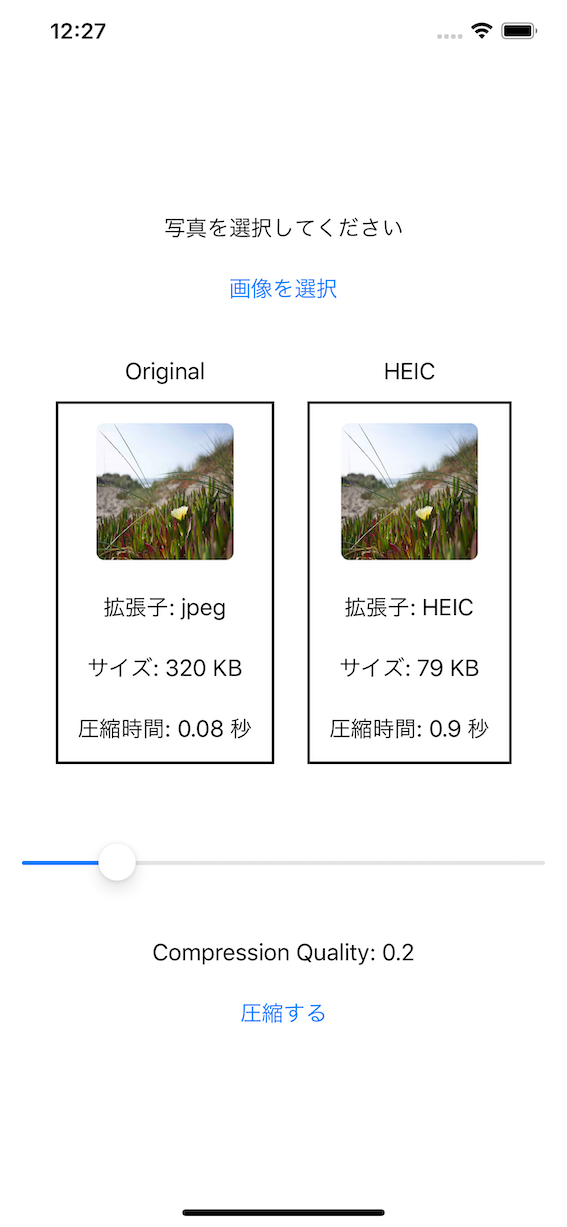 12:27
写真を選択してください
画像を選択
Original
HEIC
拡張子: jpeg
拡張子: HEIC
サイズ: 320 KB
サイズ: 79 KB
圧縮時間: 0.08 秒
圧縮時間: 0.9 秒
Compression Quality: 0.2
圧縮する